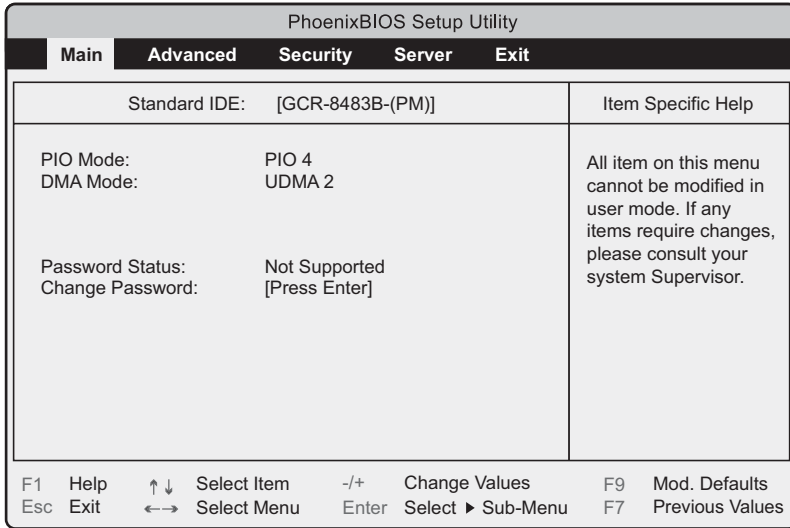 PhoenixBIOS Setup Utility
Main Advanced Security Server Exit
Standard IDE: [GCR-8483B-(PM)]
Item Specific Help
PIO Mode: PIO 4
DMA Mode: UDMA 2
Password Status: Not Supported
Change Password: [Press Enter]
All item on this menu
cannot be modified in
user mode. If any
items require changes,
please consult your
system Supervisor.
F1 Help ↑↓ Select Item -/+ Change Values F9 Mod. Defaults
Esc Exit ←→ Select Menu Enter Select ▶ Sub-Menu F7 Previous Values